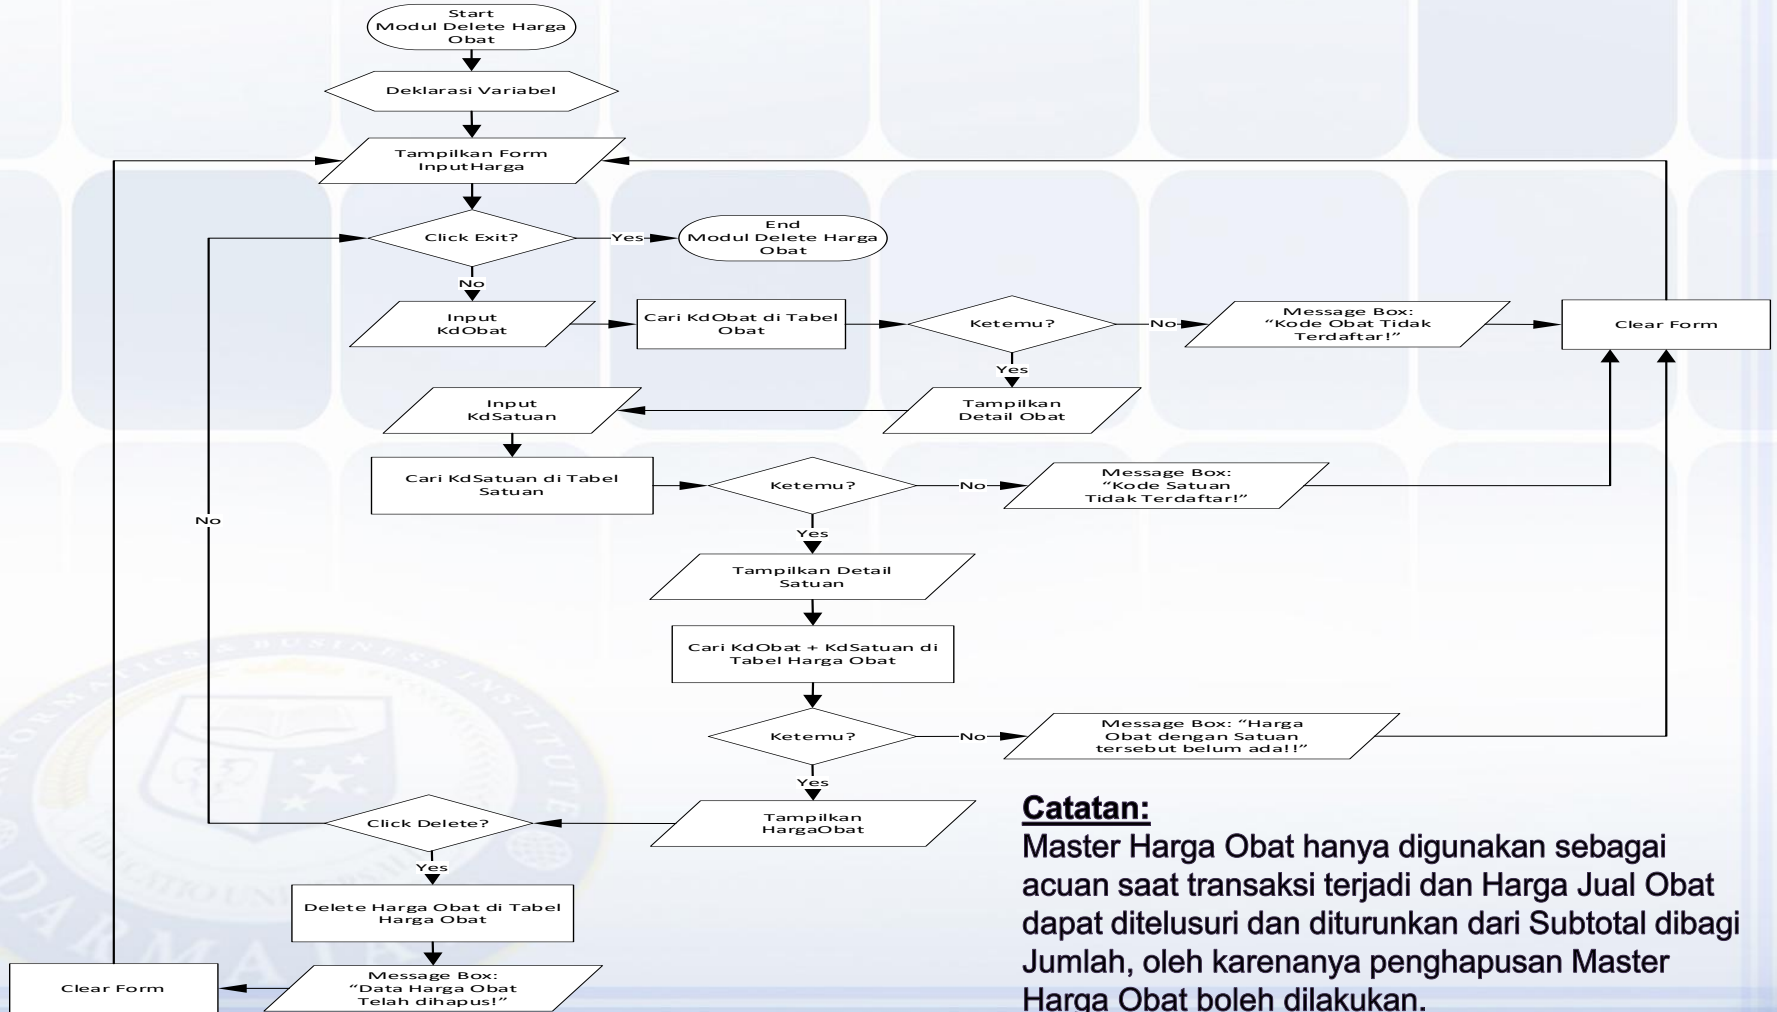 Start
Modul Delete Harga
Obat
Deklarasi Variabel
Tampilkan Form
InputHarga
Click Exit?
Yes
End
Modul Delete Harga
Obat
No
Input
KdObat
Cari KdObat di Tabel
Obat
Ketemu?
No
Message Box:
“Kode Obat Tidak
Terdaftar!”
Clear Form
Yes
Tampilkan
Detail Obat
Input
KdSatuan
Cari KdSatuan di Tabel
Satuan
Ketemu?
No
Message Box:
“Kode Satuan
Tidak Terdaftar!”
No
Yes
Tampilkan Detail
Satuan
Cari KdObat + KdSatuan di
Tabel Harga Obat
Ketemu?
No
Message Box: “Harga
Obat dengan Satuan
tersebut belum ada!!”
Yes
Tampilkan
HargaObat
Click Delete?
Yes
Delete Harga Obat di Tabel
Harga Obat
Message Box:
“Data Harga Obat
Telah dihapus!”
Clear Form
Catatan:
Master Harga Obat hanya digunakan sebagai
acuan saat transaksi terjadi dan Harga Jual Obat
dapat ditelusuri dan diturunkan dari Subtotal dibagi
Jumlah, oleh karenanya penghapusan Master
Harga Obat boleh dilakukan.
INFORMATICS & BUSINESS INSTITUTE
DARMAJA